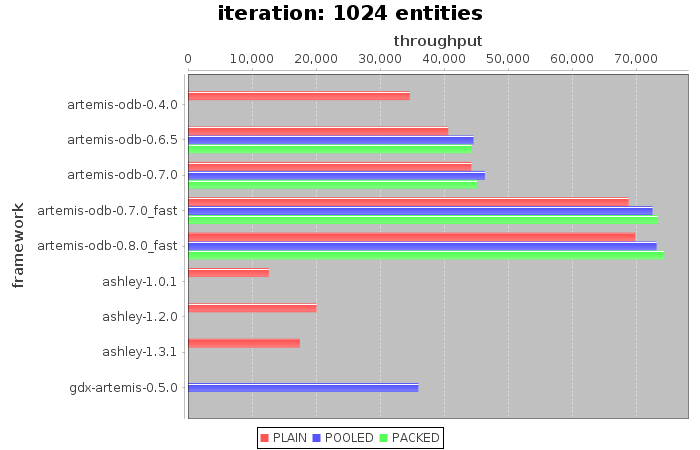 iteration: 1024 entities
throughput
0 10,000 20,000 30,000 40,000 50,000 60,000 70,000
framework
artemis-odb-0.4.0
artemis-odb-0.6.5
artemis-odb-0.7.0
artemis-odb-0.7.0_fast
artemis-odb-0.8.0_fast
ashley-1.0.1
ashley-1.2.0
ashley-1.3.1
gdx-artemis-0.5.0
PLAIN POOLED PACKED